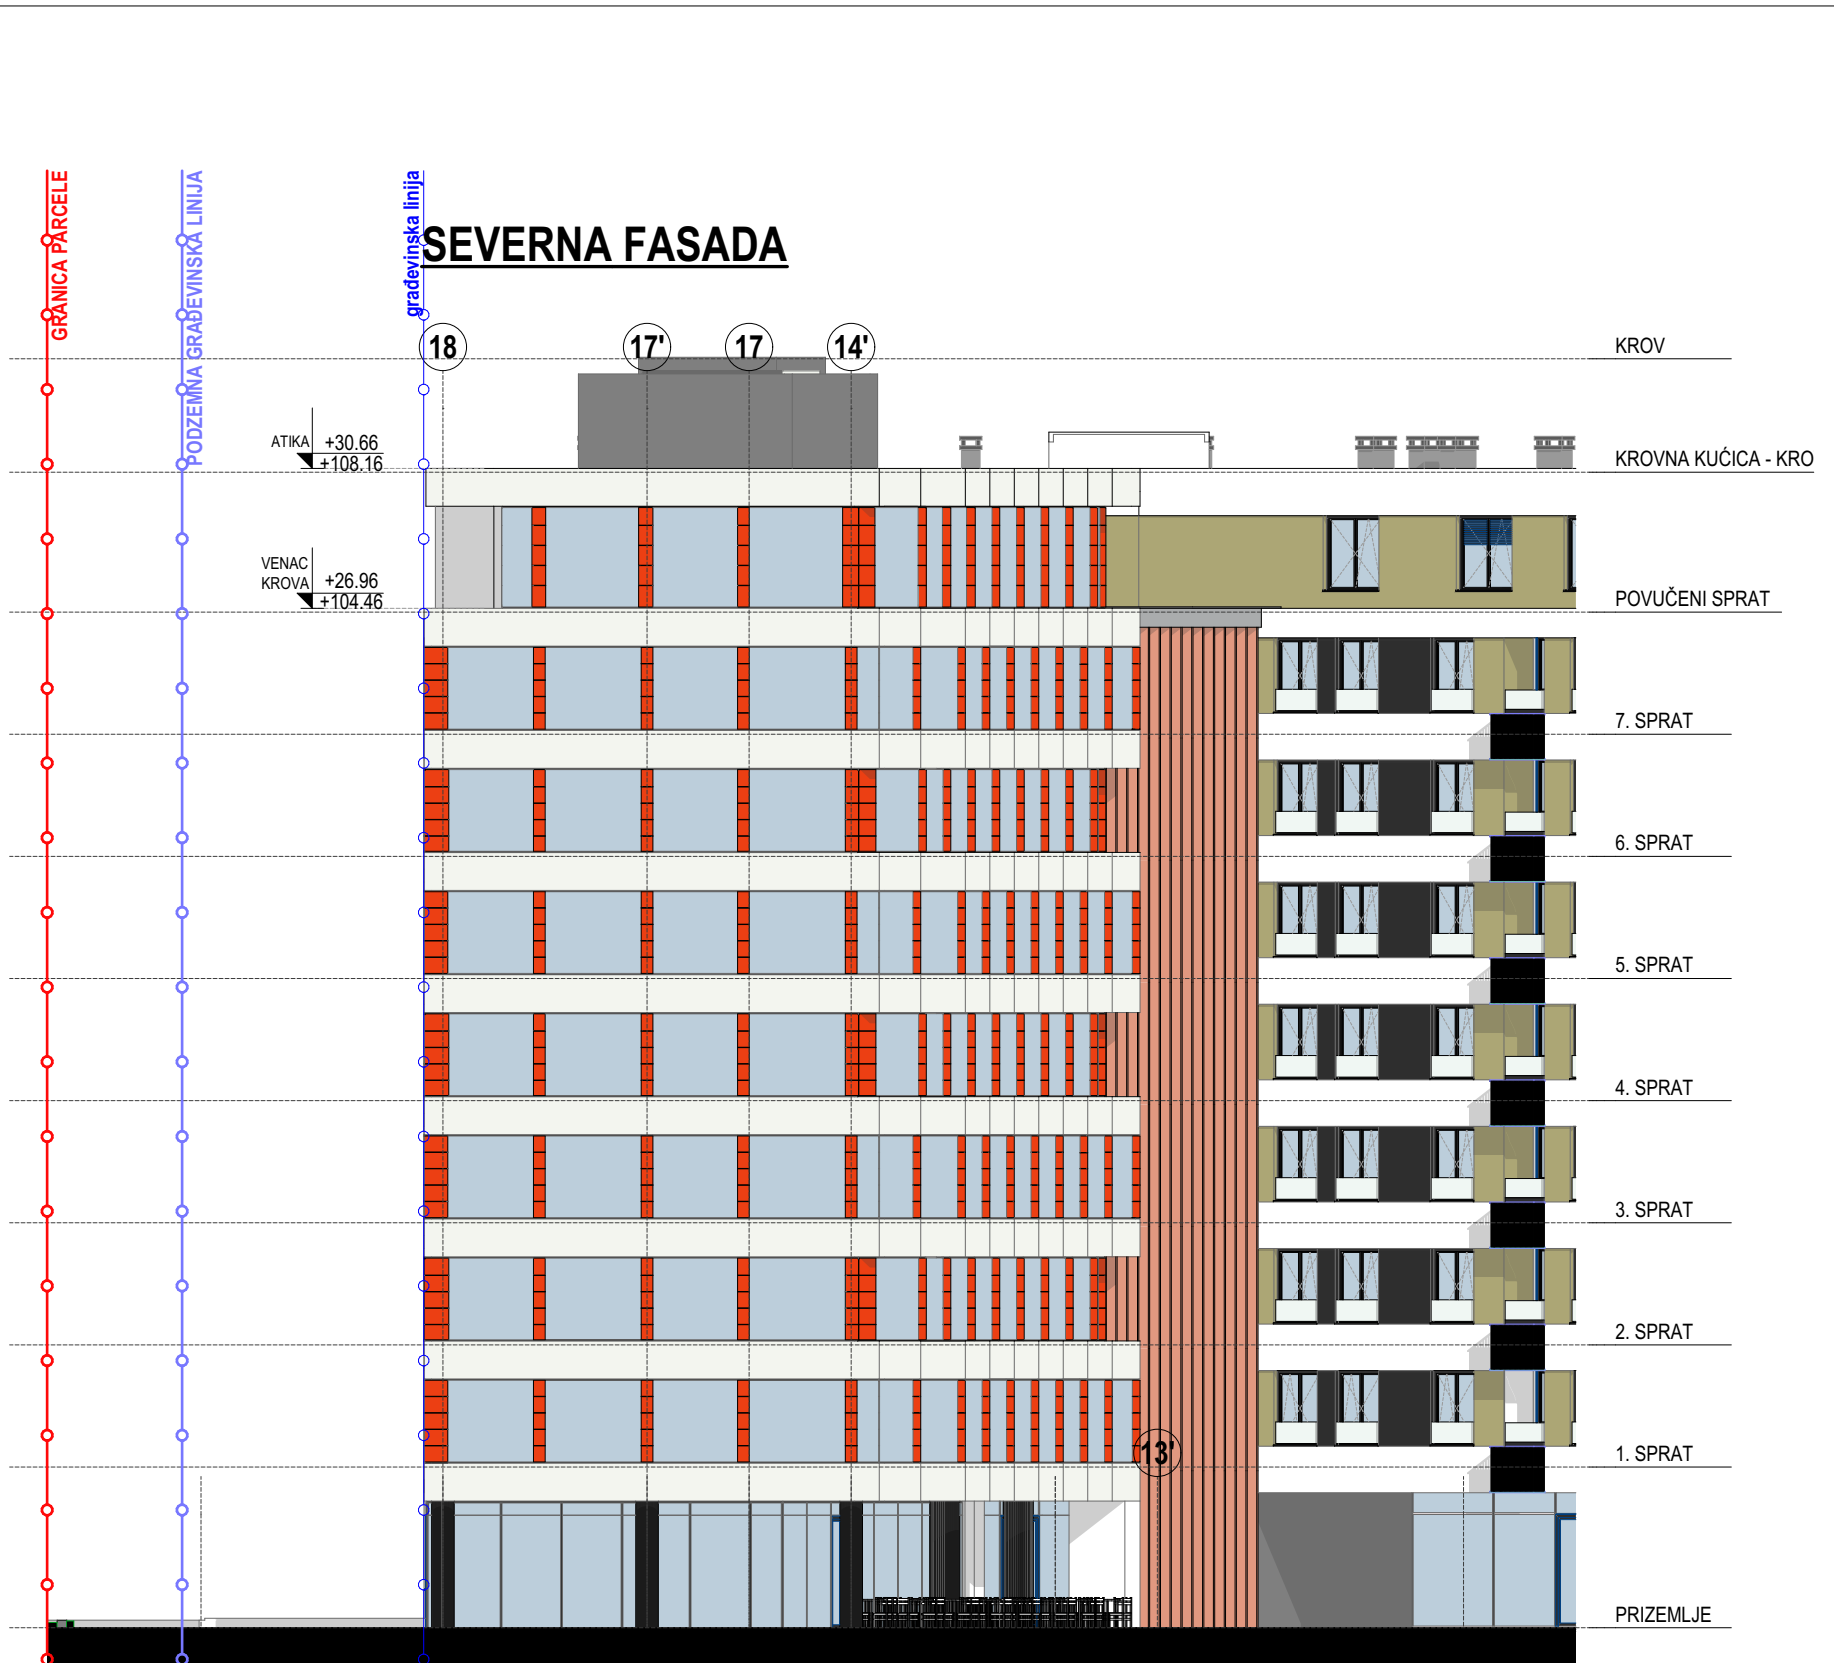 GRANICA PARCELE
PODZEMNA GRAĐEVINSKA LINIJA
građevinska linija
SEVERNA FASADA
18
17'
17
14'
KROV
ATIKA +30.66
+108.16
KROVNA KUĆICA - KRO
VENAC
KROVA +26.96
+104.46
POVUČENI SPRAT
7. SPRAT
6. SPRAT
5. SPRAT
4. SPRAT
3. SPRAT
2. SPRAT
13'
1. SPRAT
PRIZEMLJE